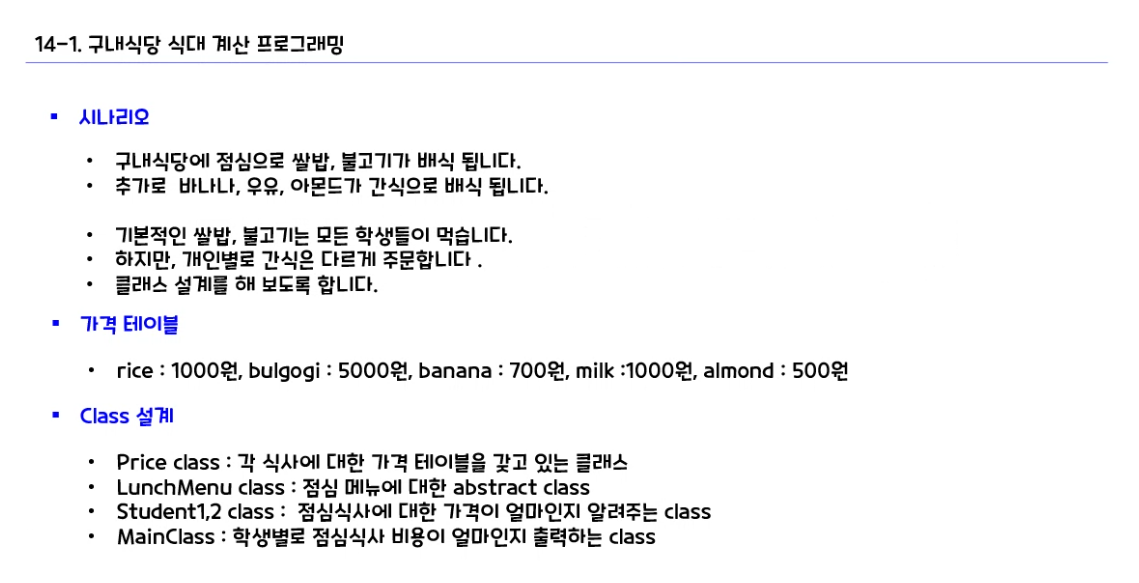 14-1. 구내식당 식대 계산 프로그래밍
▪ 시나리오
• 구내식당에 점심으로 쌀밥, 불고기가 배식 됩니다.
• 추가로 바나나, 우유, 아몬드가 간식으로 배식 됩니다.
• 기본적인 쌀밥, 불고기는 모든 학생들이 먹습니다.
• 하지만, 개인별로 간식은 다르게 주문합니다 .
• 클래스 설계를 해 보도록 합니다.
▪ 가격 테이블
• rice : 1000원, bulgogi : 5000원, banana : 700원, milk :1000원, almond : 500원
▪ Class 설계
• Price class : 각 식사에 대한 가격 테이블을 갖고 있는 클래스
• LunchMenu class : 점심 메뉴에 대한 abstract class
• Student1,2 class : 점심식사에 대한 가격이 얼마인지 알려주는 class
• MainClass : 학생별로 점심식사 비용이 얼마인지 출력하는 class